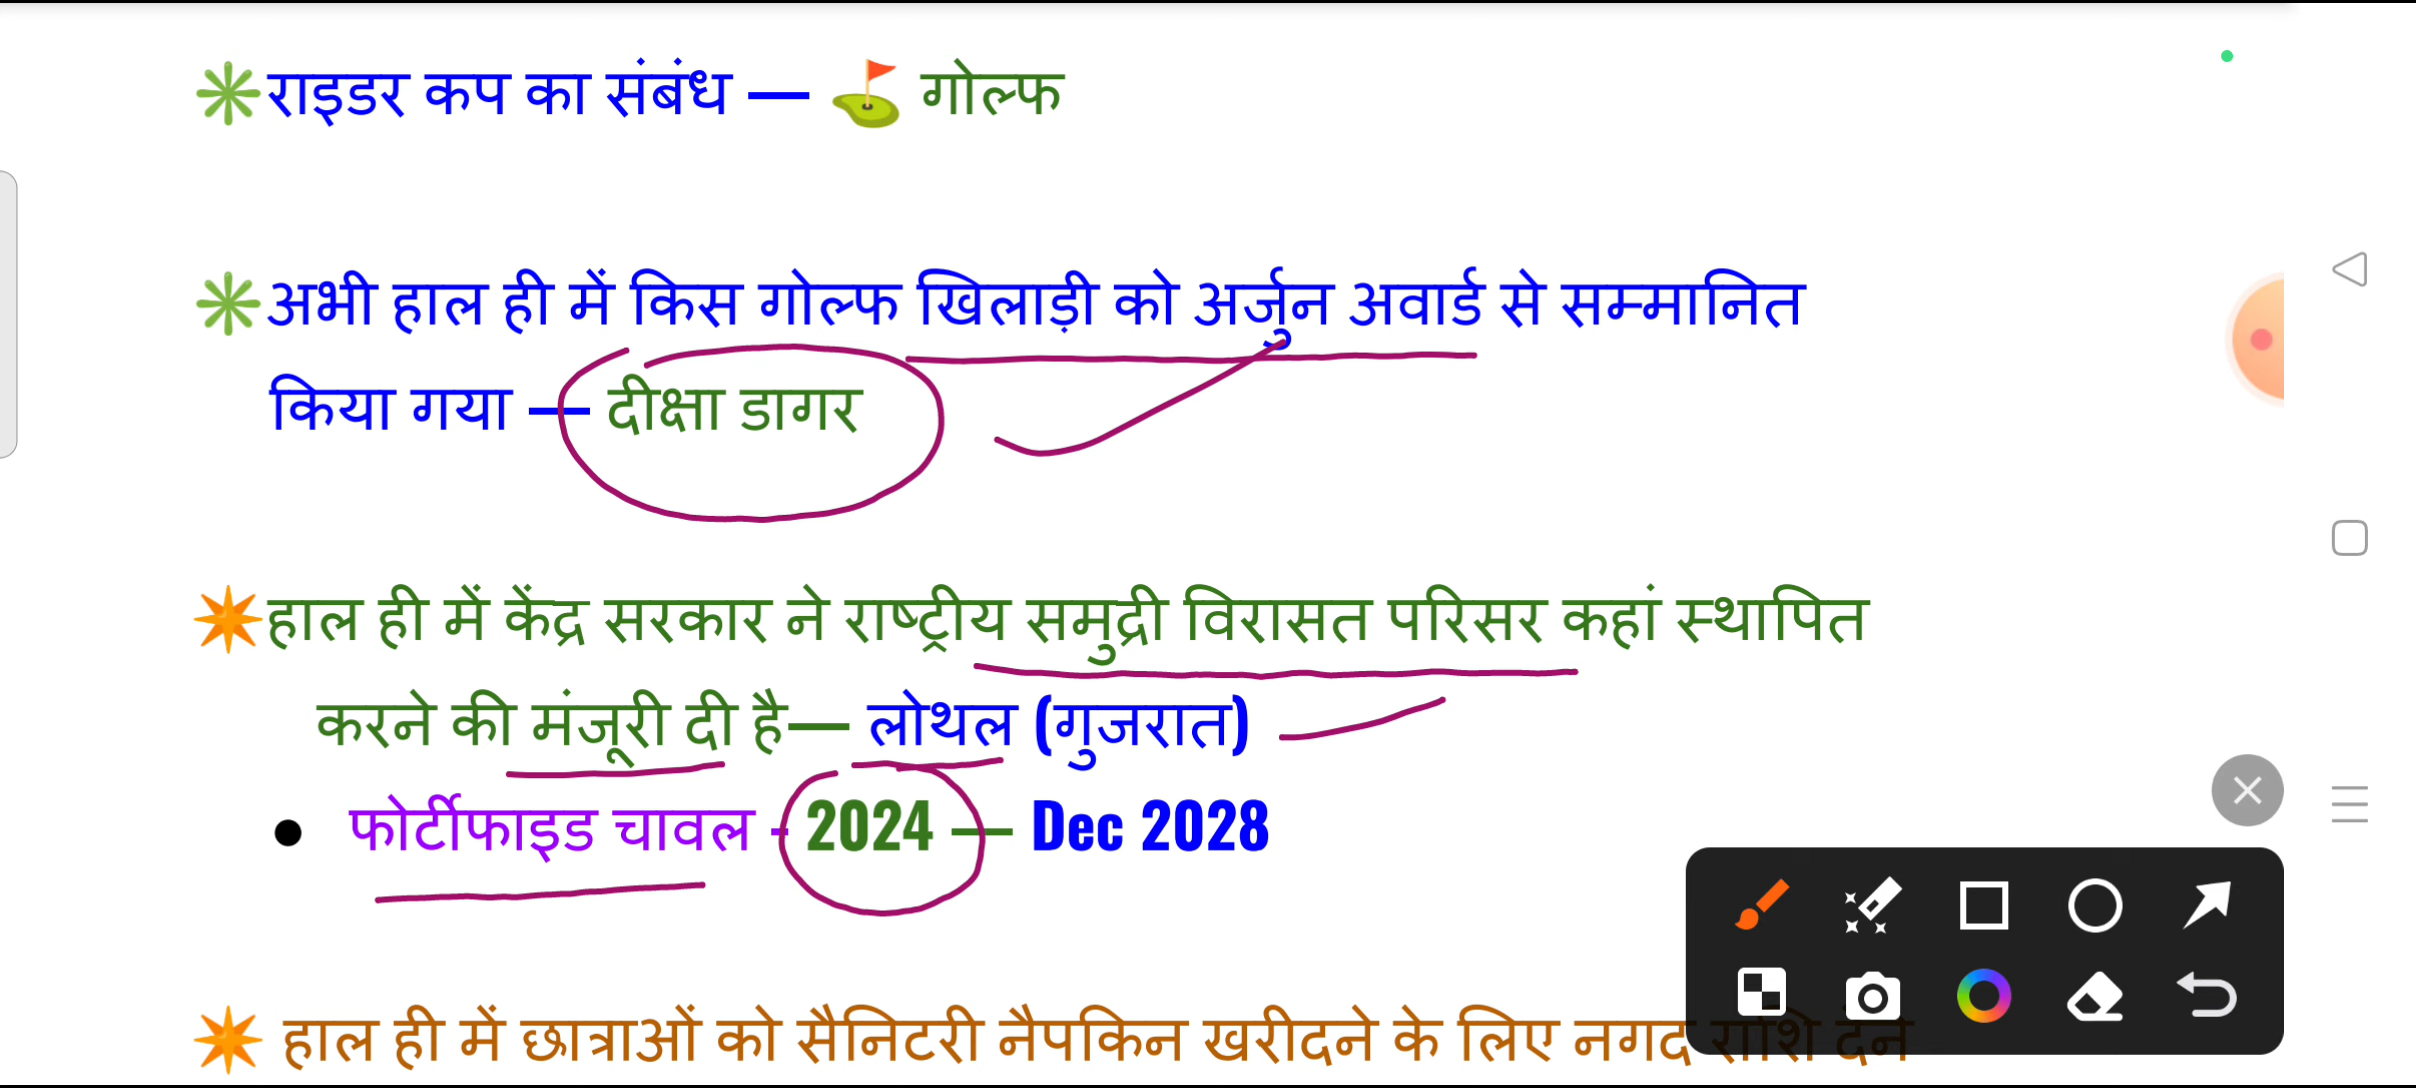 राइडर कप का संबंध — गोल्फ
अभी हाल ही में किस गोल्फ खिलाड़ी को अर्जुन अवार्ड से सम्मानित
किया गया — दीक्षा डागर
हाल ही में केंद्र सरकार ने राष्ट्रीय समुद्री विरासत परिसर कहां स्थापित
करने की मंजूरी दी है— लोथल (गुजरात)
● फोर्टीफाइड चावल - 2024 — Dec 2028
हाल ही में छात्राओं को सैनिटरी नैपकिन खरीदने के लिए नगद राशि देने